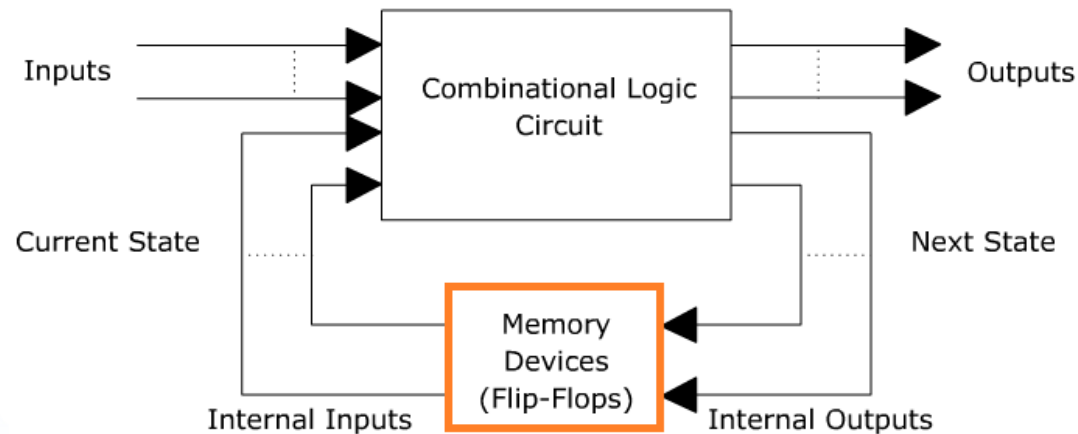 Inputs
Combinational Logic
Circuit
Outputs
Current State
Next State
Memory
Devices
(Flip-Flops)
Internal Inputs
Internal Outputs